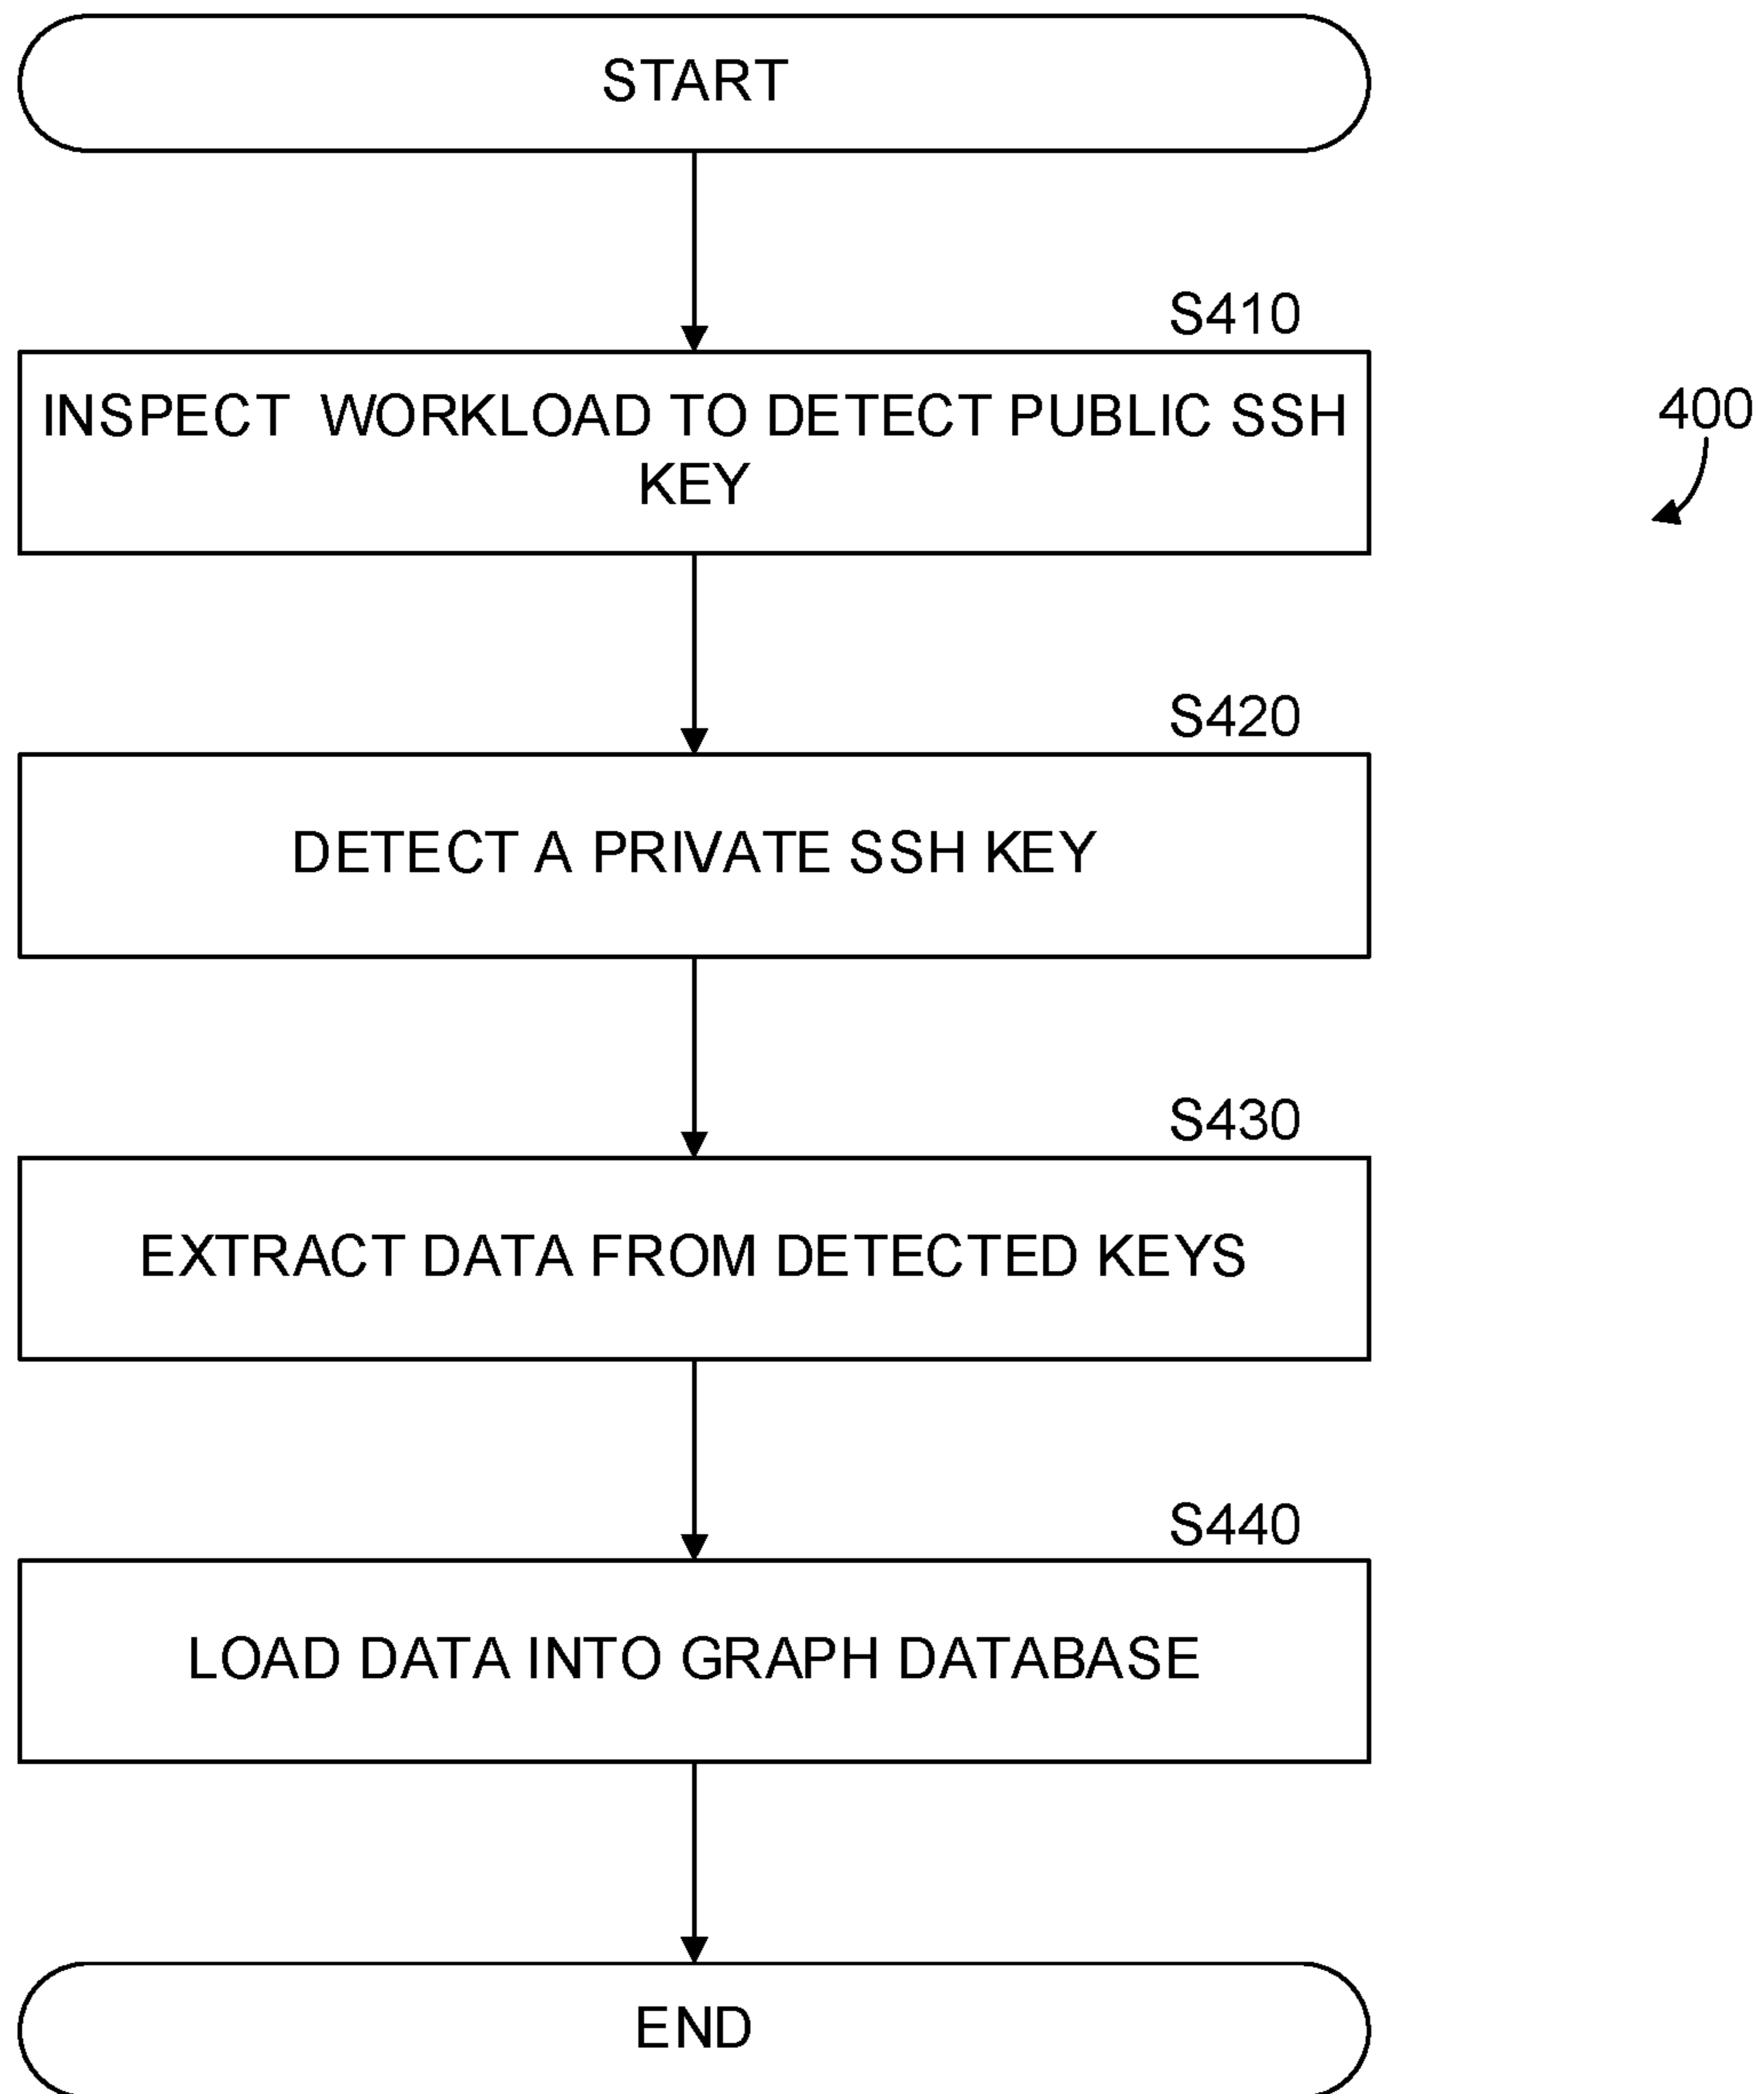 START
S410
INSPECT WORKLOAD TO DETECT PUBLIC SSH
KEY
400
S420
DETECT A PRIVATE SSH KEY
S430
EXTRACT DATA FROM DETECTED KEYS
S440
LOAD DATA INTO GRAPH DATABASE
END